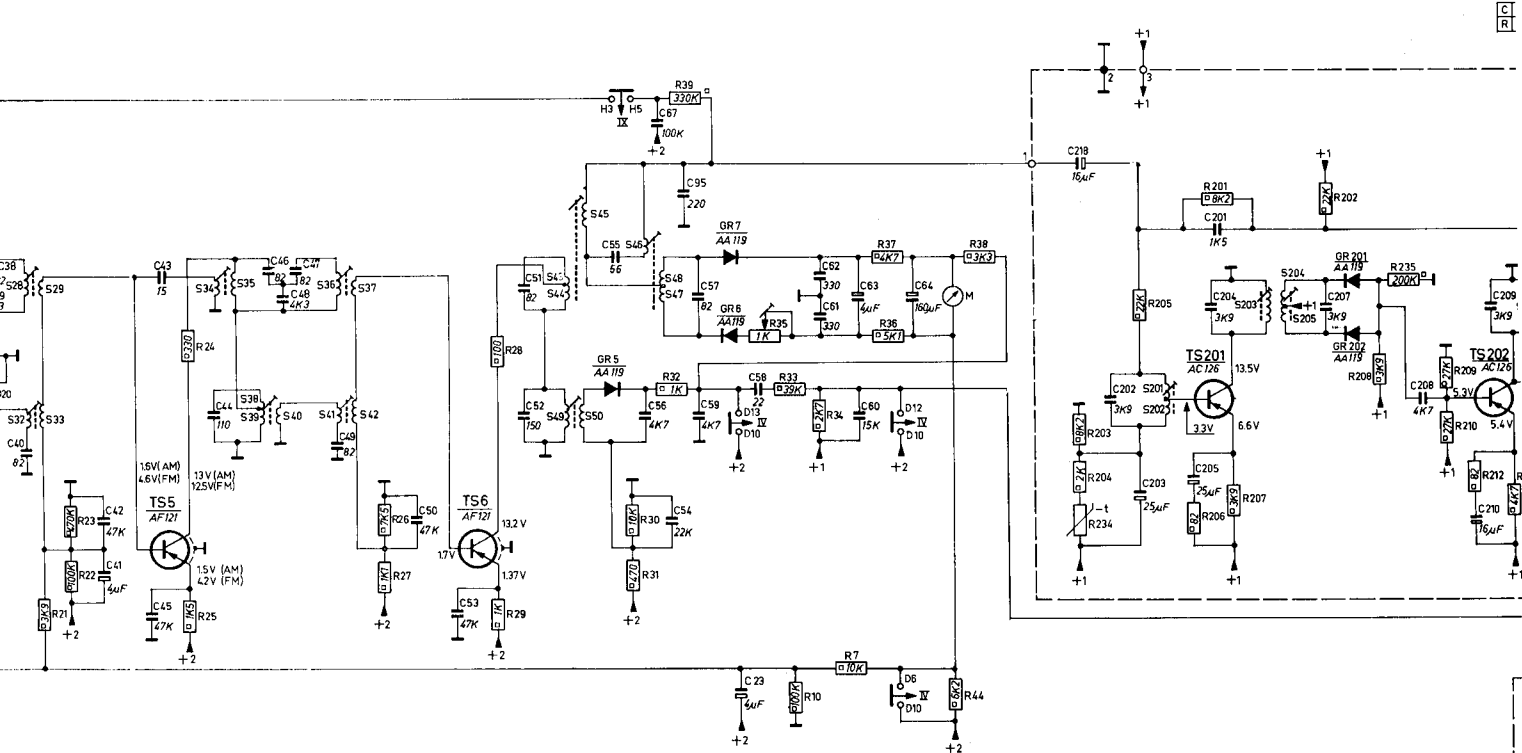 C
R
+1
2
3
+1
R39
330K
H3
H5
IX
C67
100K
+2
1
C218
16µF
+1
R201
8K2
R202
22K
C201
1K5
C95
220
S45
GR7
AA119
C55
56
S46
R37
4K7
R38
3K3
C38
S28
S29
C43
15
S34
S35
C46
82
82
C48
4K3
S36
S37
C51
82
S43
S44
S48
S47
C57
82
C62
330
C63
4µF
C64
160µF
M
GR6
AA119
R35
1K
C61
330
R36
5K1
R205
22K
C204
3K9
S203
S204
+1
S205
GR201
AA119
C207
3K9
GR202
AA119
R235
200K
C209
3K9
R24
330
R28
100
GR5
AA119
R32
1K
C58
22
R33
39K
TS201
AC126
13.5V
R208
3K9
+1
R209
27K
TS202
AC126
S32
S33
C40
82
C44
110
S38
S39
S40
S41
S42
C49
82
C52
150
S49
S50
C56
4K7
C59
4K7
D13
IV
D10
+2
R34
2K7
+1
C60
15K
D12
IV
D10
+2
C202
3K9
S201
S202
3.3V
6.6V
C208
4K7
5.3V
R210
27K
5.4V
+1
R203
8K2
R204
2K
-t
R234
+1
C203
25µF
C205
25µF
R206
82
R207
3K9
+1
R212
82
C210
16µF
4K7
+1
1.6V(AM)
4.6V(FM)
13V(AM)
12.5V(FM)
TS5
AF121
1.5V (AM)
4.2V (FM)
R23
470K
C42
47K
R22
100K
C41
4µF
R21
3K9
+2
C45
47K
R25
1K5
+2
R26
7K5
C50
47K
R27
1K1
+2
TS6
AF121
13.2 V
1.7V
1.37V
C53
47K
R29
1K
+2
R30
10K
C54
22K
R31
470
+2
C23
4µF
+2
R10
100K
R7
10K
D6
IV
D10
R44
6K2
+2